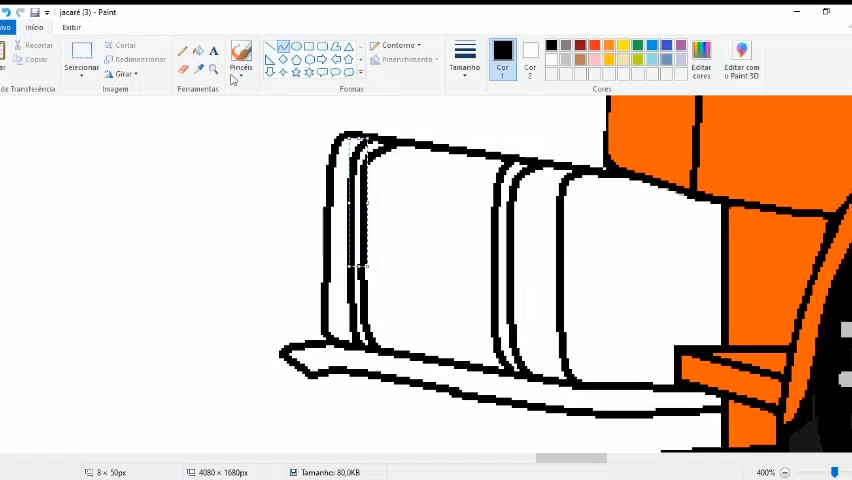 jacaré (3) - Paint
ivo Início Exibir
Recortar
Copiar
de Transferência
Selecionar
Cortar
Redimensionar
Girar
Imagem
Ferramentas
Pincéis
Contorno
Preenchimento
Formas
Tamanho
Cor
1
Cor
2
Editar
cores
Editar com
o Paint 3D
Cores
8 × 50px
4080 × 1680px
Tamanho: 80,0KB
400%